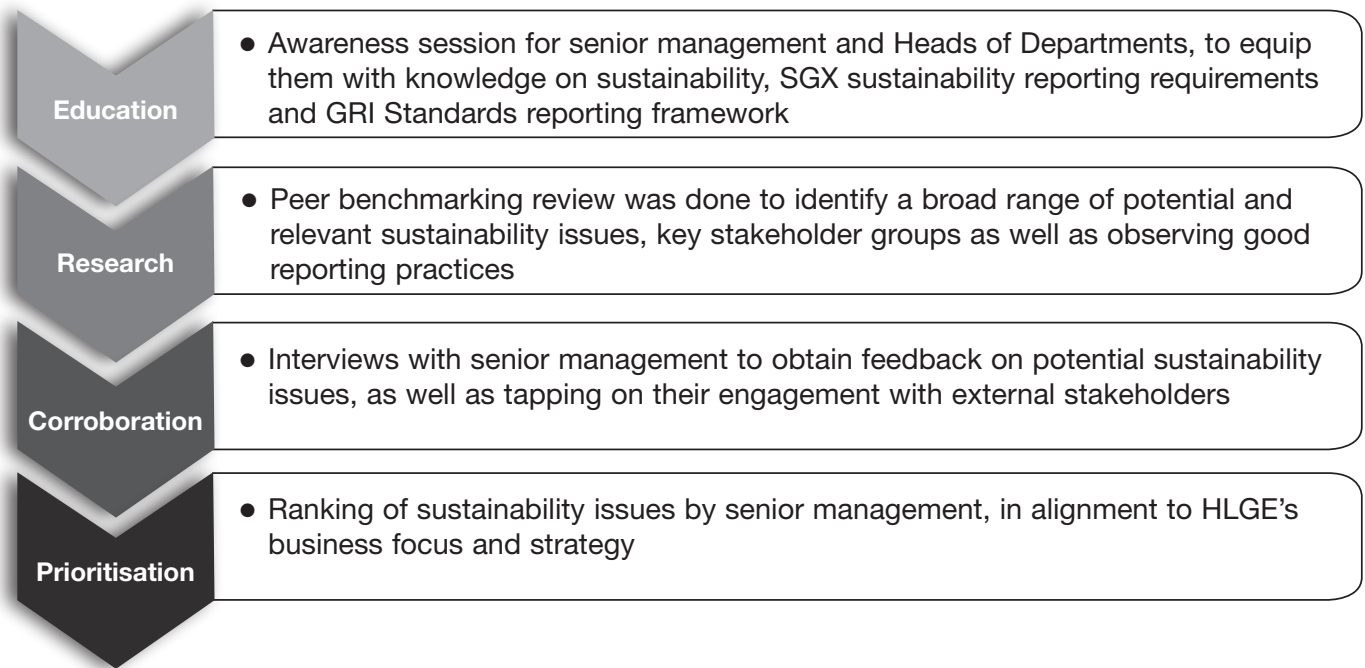 Education
● Awareness session for senior management and Heads of Departments, to equip
them with knowledge on sustainability, SGX sustainability reporting requirements
and GRI Standards reporting framework
Research
● Peer benchmarking review was done to identify a broad range of potential and
relevant sustainability issues, key stakeholder groups as well as observing good
reporting practices
Corroboration
● Interviews with senior management to obtain feedback on potential sustainability
issues, as well as tapping on their engagement with external stakeholders
Prioritisation
● Ranking of sustainability issues by senior management, in alignment to HLGE’s
business focus and strategy